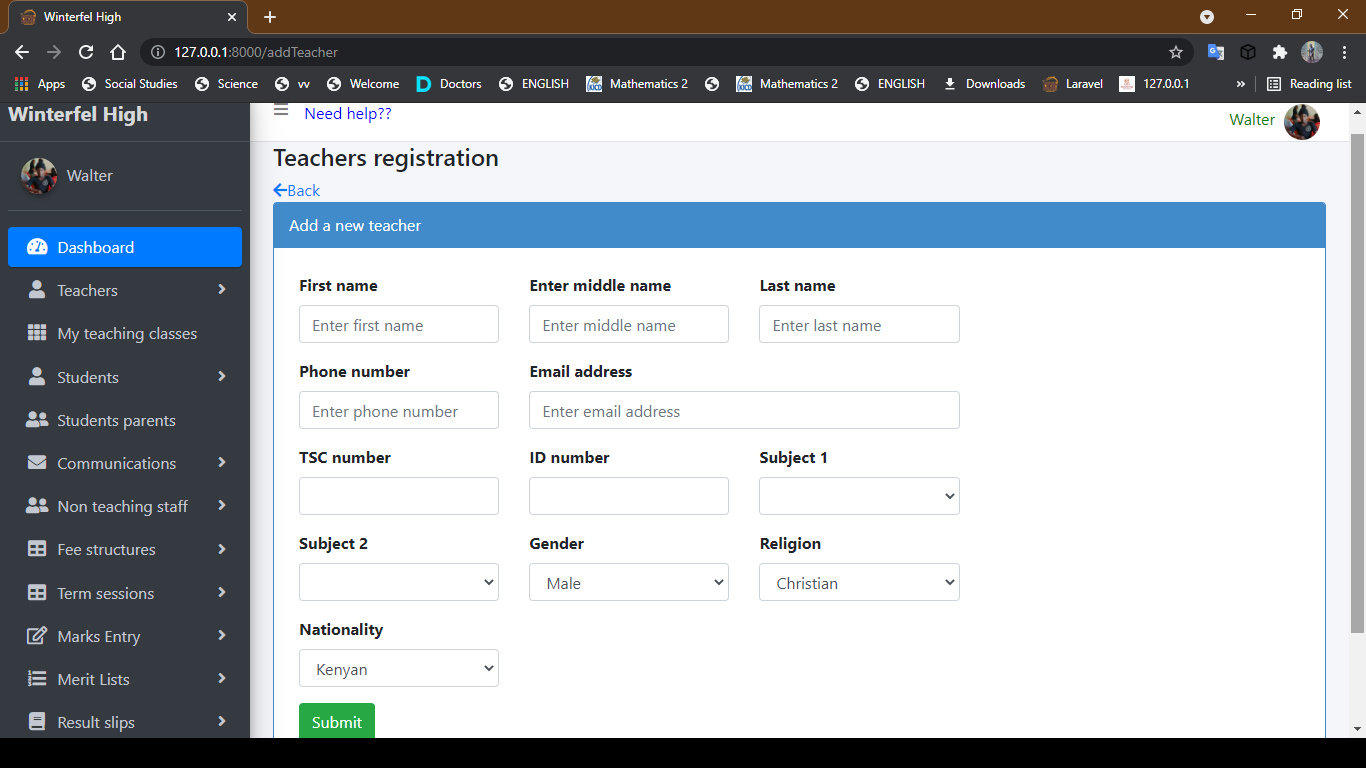 Winterfel High
127.0.0.1:8000/addTeacher
Apps Social Studies Science vv Welcome Doctors ENGLISH Mathematics 2 Mathematics 2 ENGLISH Downloads Laravel 127.0.0.1 » Reading list
Winterfel High
Need help??
Walter
Walter
Dashboard
Teachers
My teaching classes
Students
Students parents
Communications
Non teaching staff
Fee structures
Term sessions
Marks Entry
Merit Lists
Result slips
Teachers registration
Back
Add a new teacher
First name Enter middle name Last name
Enter first name Enter middle name Enter last name
Phone number Email address
Enter phone number Enter email address
TSC number ID number Subject 1
Subject 2 Gender Religion
Male Christian
Nationality
Kenyan
Submit